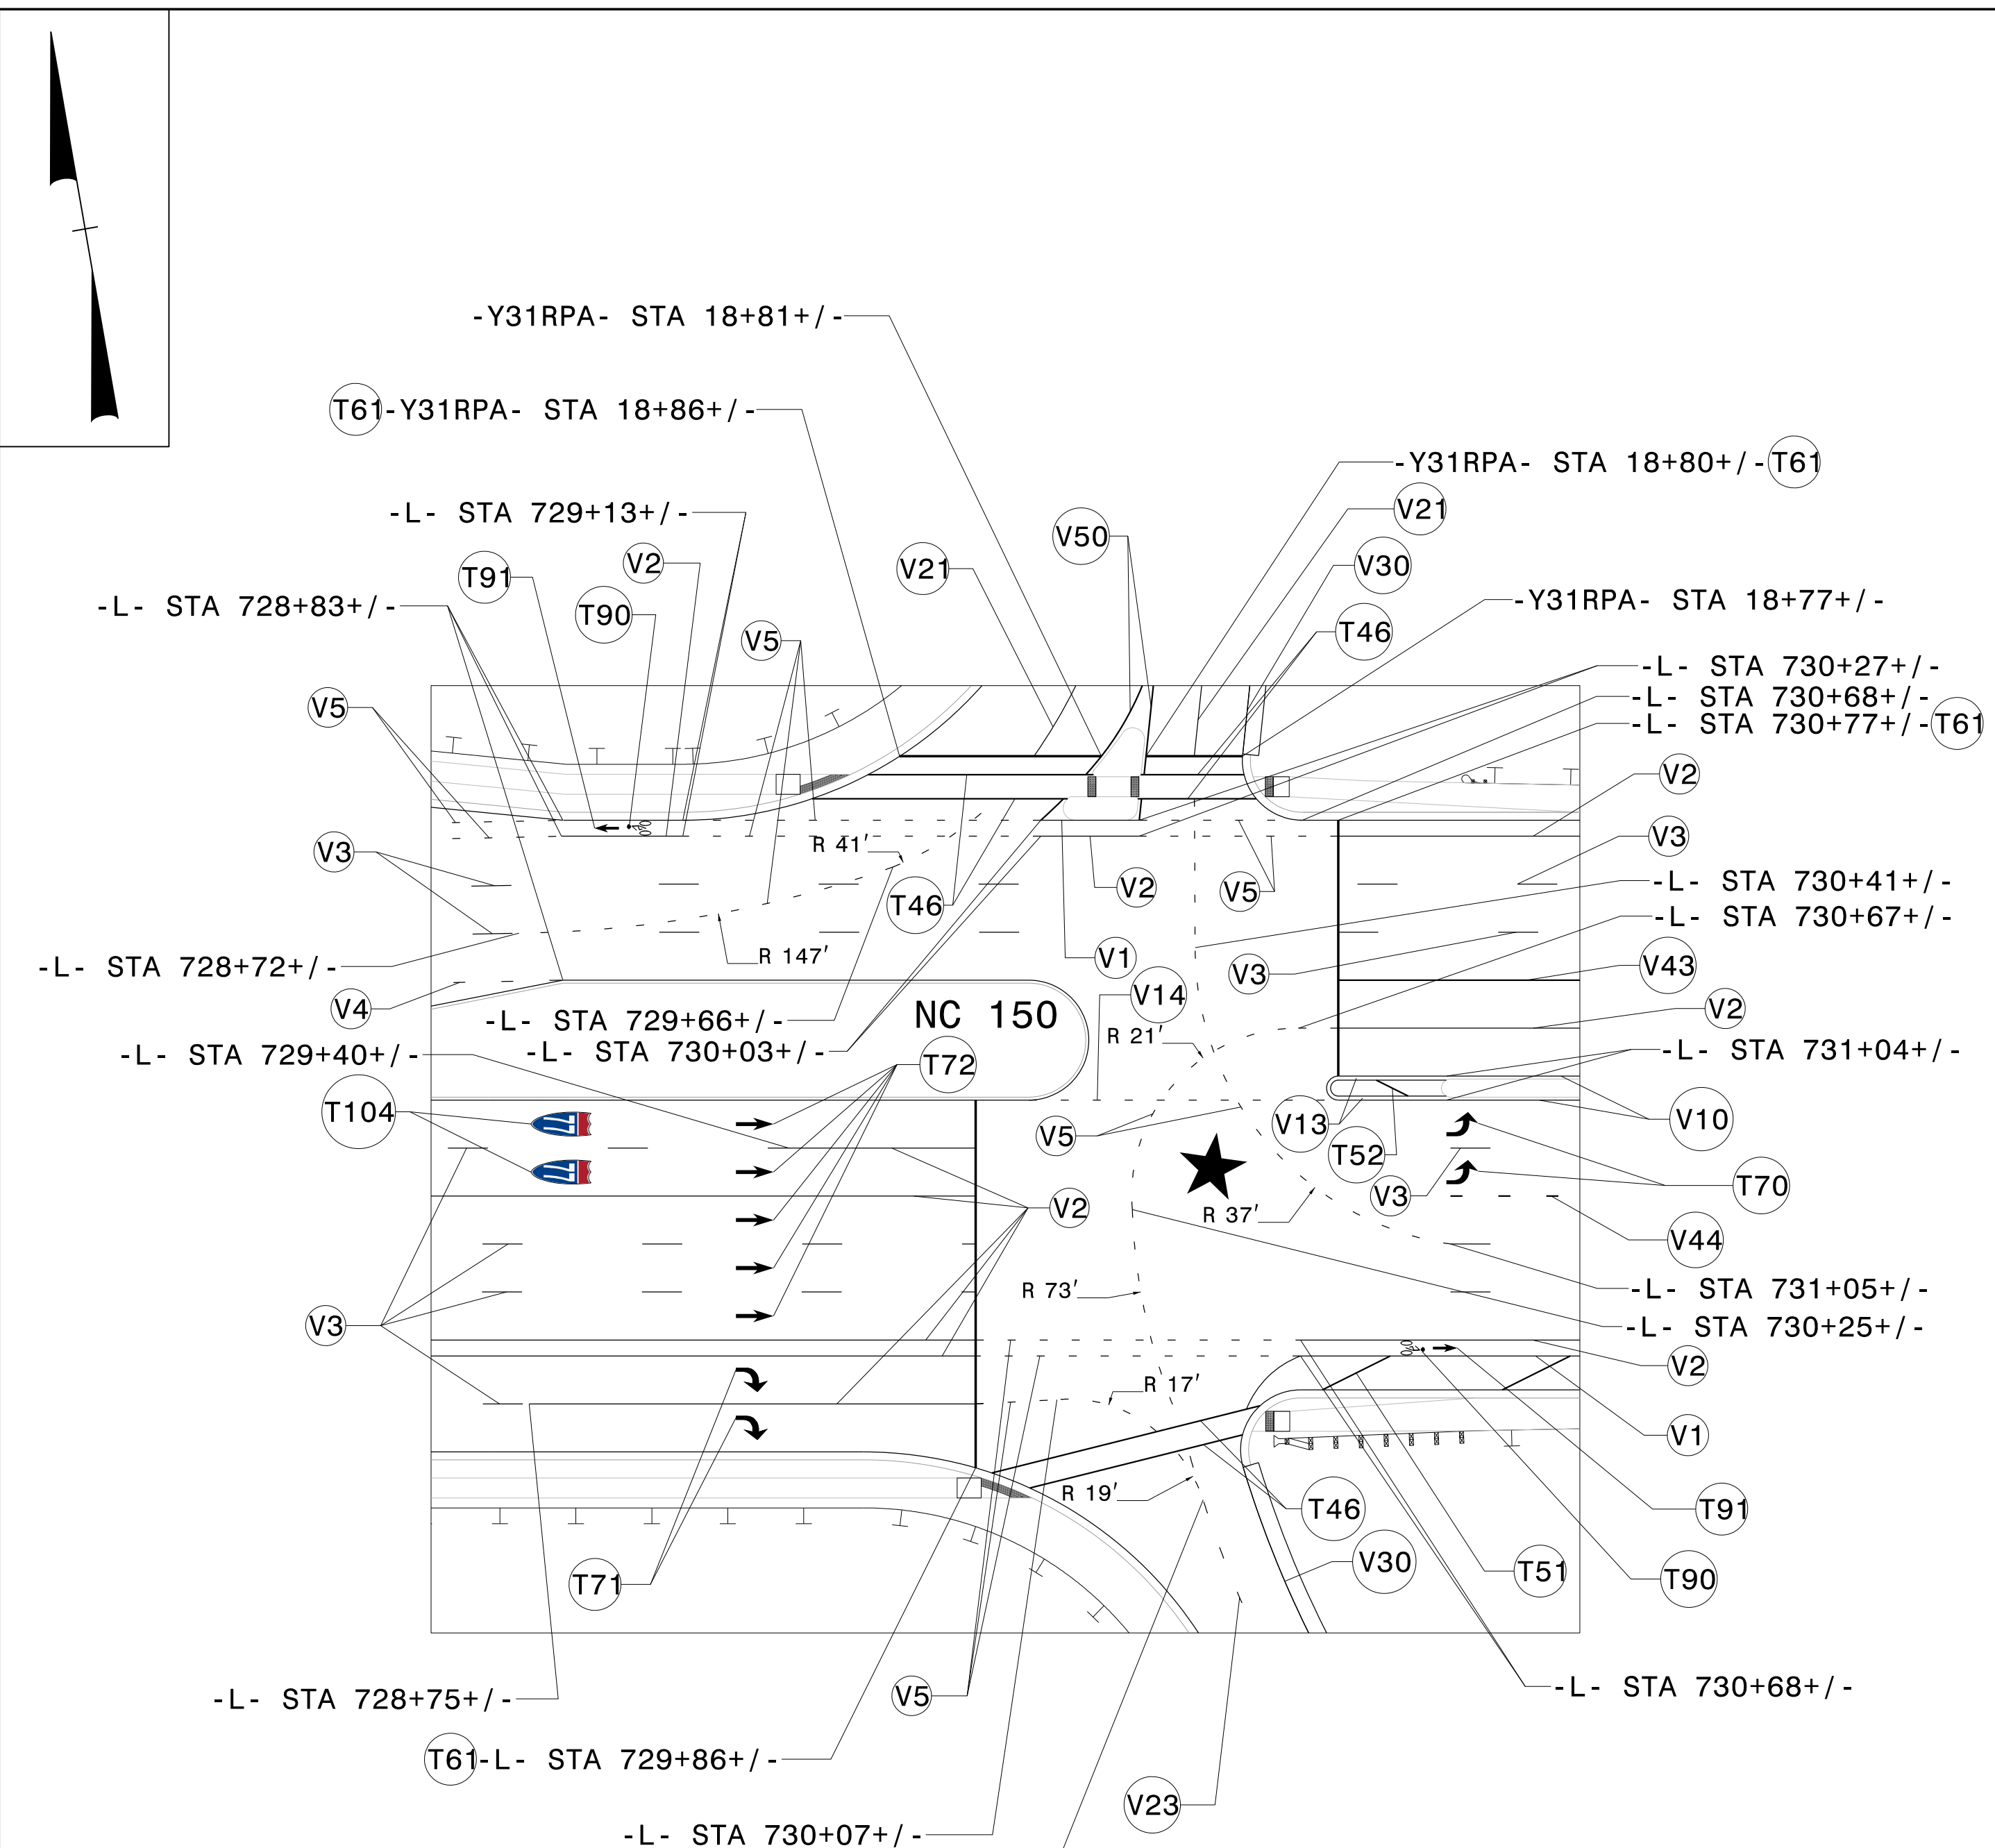 -Y31RPA- STA 18+81+/-
T61 -Y31RPA- STA 18+86+/-
-Y31RPA- STA 18+80+/- T61
-L- STA 729+13+/-
V21
V50
V2
T91
V21
V30
-L- STA 728+83+/-
T90
-Y31RPA- STA 18+77+/-
T46
V5
-L- STA 730+27+/-
-L- STA 730+68+/-
V5
-L- STA 730+77+/- T61
V2
V3
R 41'
V3
T46
V2
V5
-L- STA 730+41+/-
-L- STA 730+67+/-
-L- STA 728+72+/-
R 147'
V1
V3
V43
V4
V14
NC 150
V2
-L- STA 729+66+/-
R 21'
-L- STA 729+40+/-
-L- STA 730+03+/-
-L- STA 731+04+/-
T72
T104
17
V13
V10
V5
T52
17
V3
T70
V2
R 37'
V44
R 73'
-L- STA 731+05+/-
V3
-L- STA 730+25+/-
V2
R 17'
V1
R 19'
T46
T91
V30
T51
T71
T90
-L- STA 728+75+/-
V5
-L- STA 730+68+/-
T61 -L- STA 729+86+/-
V23
-L- STA 730+07+/-